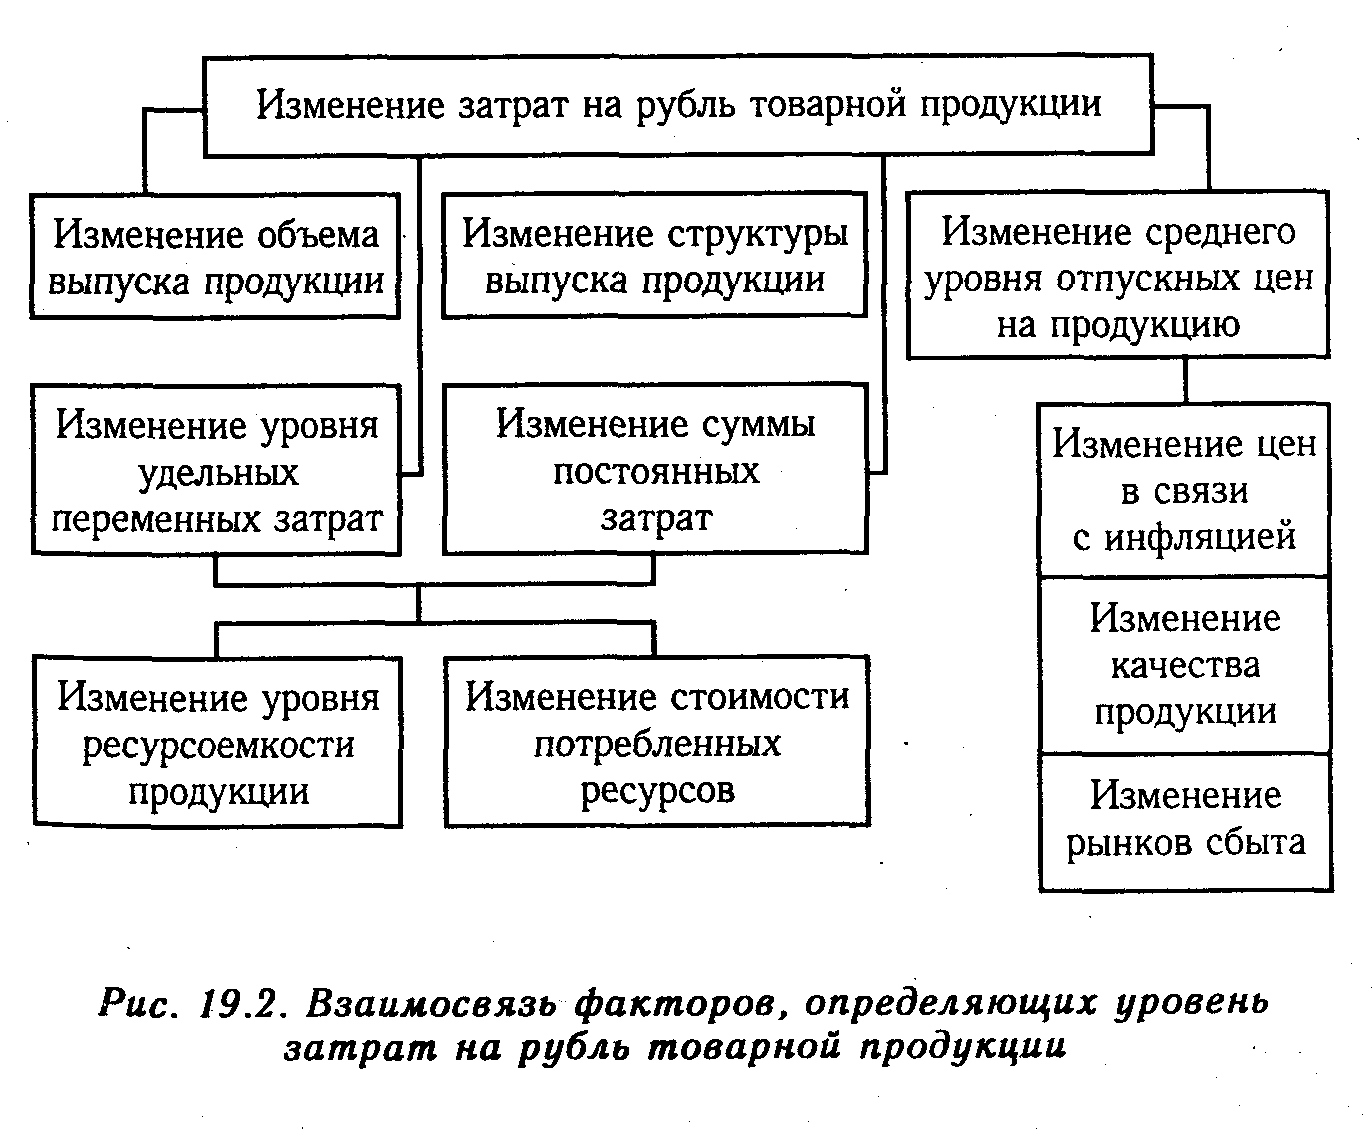 Изменение затрат на рубль товарной продукции
Изменение объема
выпуска продукции
Изменение структуры
выпуска продукции
Изменение среднего
уровня отпускных цен
на продукцию
Изменение уровня
удельных
переменных затрат
Изменение суммы
постоянных
затрат
Изменение цен
в связи
с инфляцией
Изменение
качества
продукции
Изменение
рынков сбыта
Изменение уровня
ресурсоемкости
продукции
Изменение стоимости
потребленных
ресурсов
Рис. 19.2. Взаимосвязь факторов, определяющих уровень
затрат на рубль товарной продукции